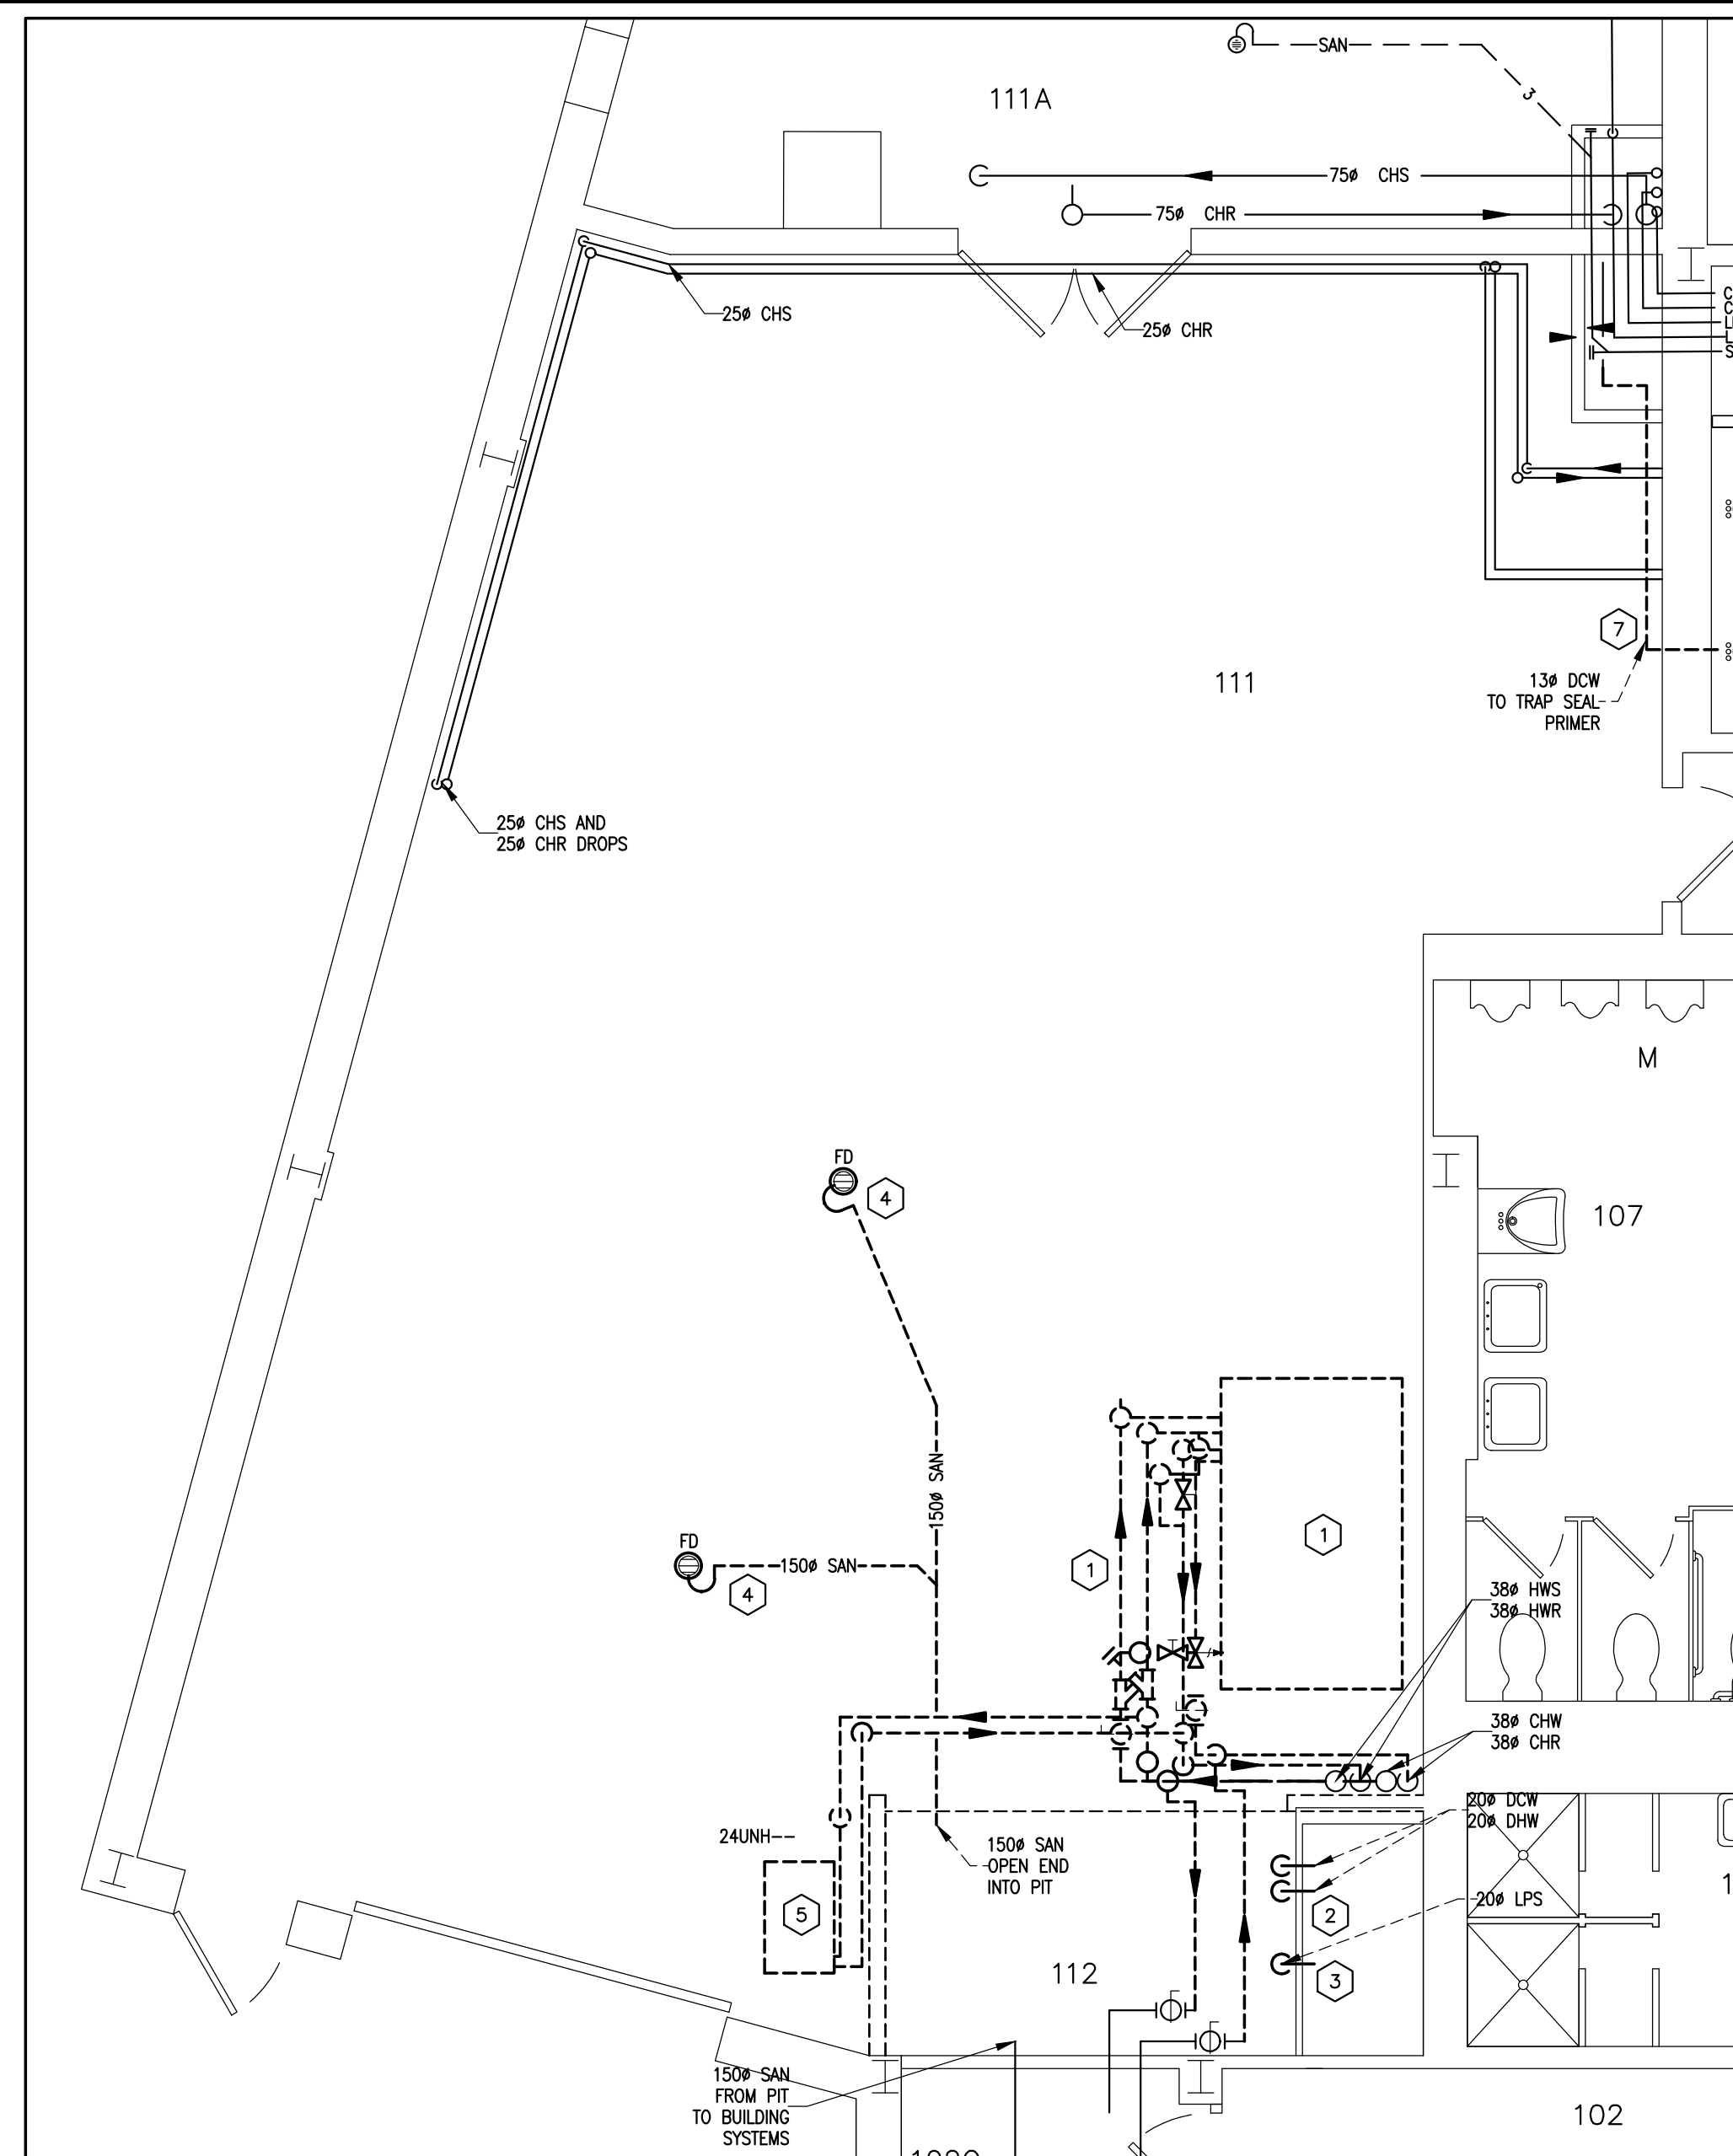 SAN
111A
3
75ø CHS
75ø CHR
25ø CHS
25ø CHR
C
C
L
L
S
7
13ø DCW
TO TRAP SEAL
PRIMER
111
25ø CHS AND
25ø CHR DROPS
M
FD
4
107
150ø SAN
FD
150ø SAN
4
1
1
38ø HWS
38ø HWR
38ø CHW
38ø CHR
20ø DCW
20ø DHW
24UNH--
150ø SAN
OPEN END
INTO PIT
1
20ø LPS
5
2
112
3
150ø SAN
FROM PIT
TO BUILDING
SYSTEMS
102